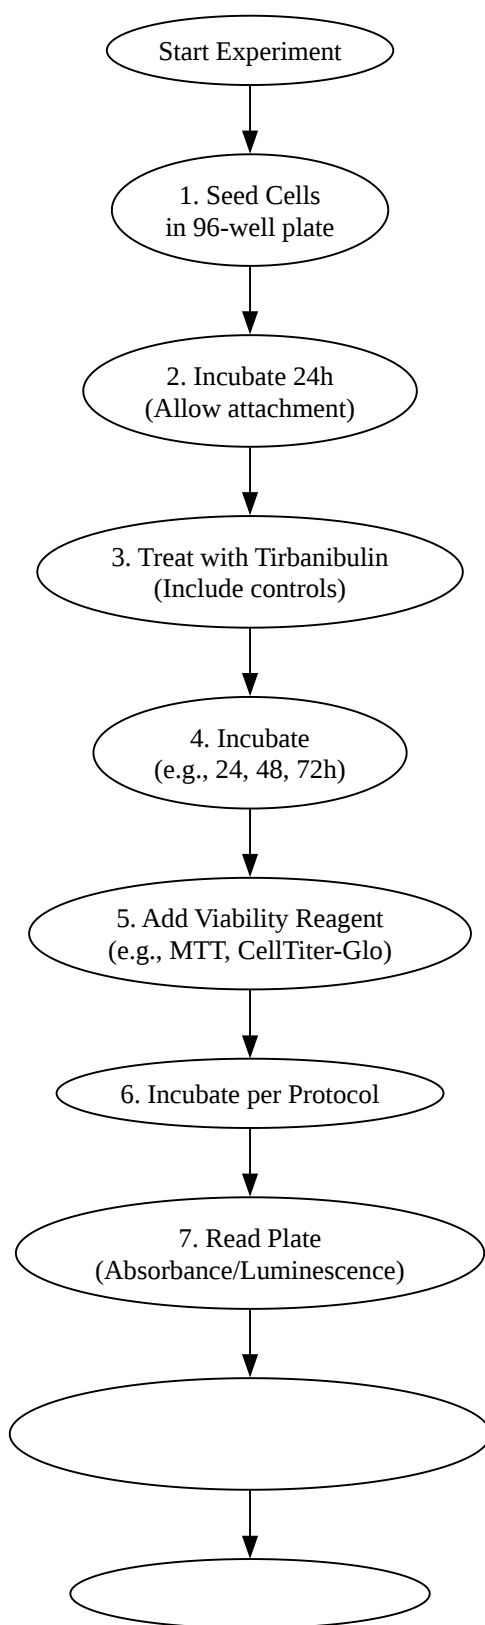 Start Experiment
1. Seed Cells
in 96-well plate
2. Incubate 24h
(Allow attachment)
3. Treat with Tirbanibulin
(Include controls)
4. Incubate
(e.g., 24, 48, 72h)
5. Add Viability Reagent
(e.g., MTT, CellTiter-Glo)
6. Incubate per Protocol
7. Read Plate
(Absorbance/Luminescence)